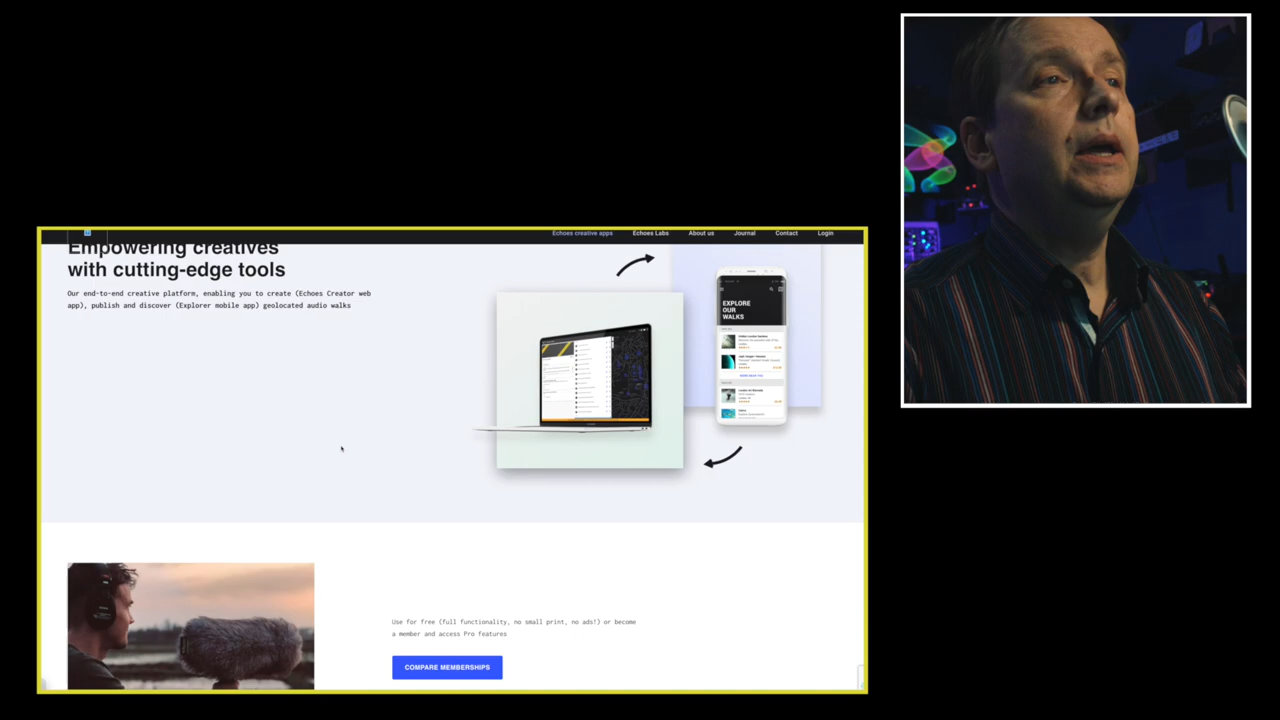 Echoes creative apps
Echoes Labs
About us
Journal
Contact
Login
Empowering creatives
with cutting-edge tools
Our end-to-end creative platform, enabling you to create (Echoes Creator web
app), publish and discover (Explorer mobile app) geolocated audio walks
EXPLORE
OUR
WALKS
Use for free (full functionality, no small print, no ads!) or become
a member and access Pro features
COMPARE MEMBERSHIPS